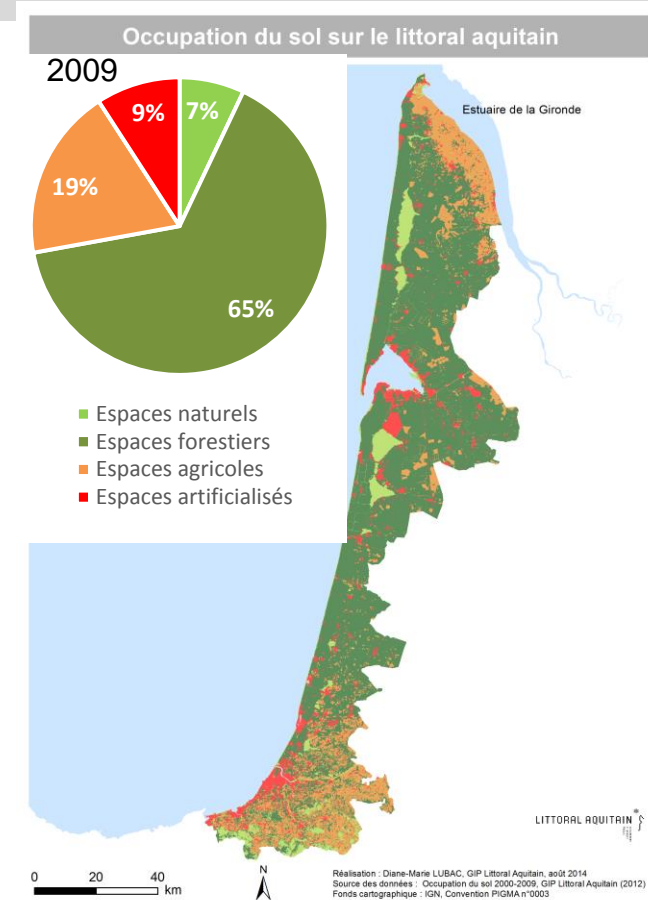 Occupation du sol sur le littoral aquitain
2009
9%
7%
19%
65%
Estuaire de la Gironde
Espaces naturels
Espaces forestiers
Espaces agricoles
Espaces artificialisés
LITTORAL AQUITAIN
0 20 40 km
N
Réalisation : Diane-Marie LUBAC, GIP Littoral Aquitain, août 2014
Source des données : Occupation du sol 2000-2009, GIP Littoral Aquitain (2012)
Fonds cartographique : IGN, Convention PIGMA n°0003